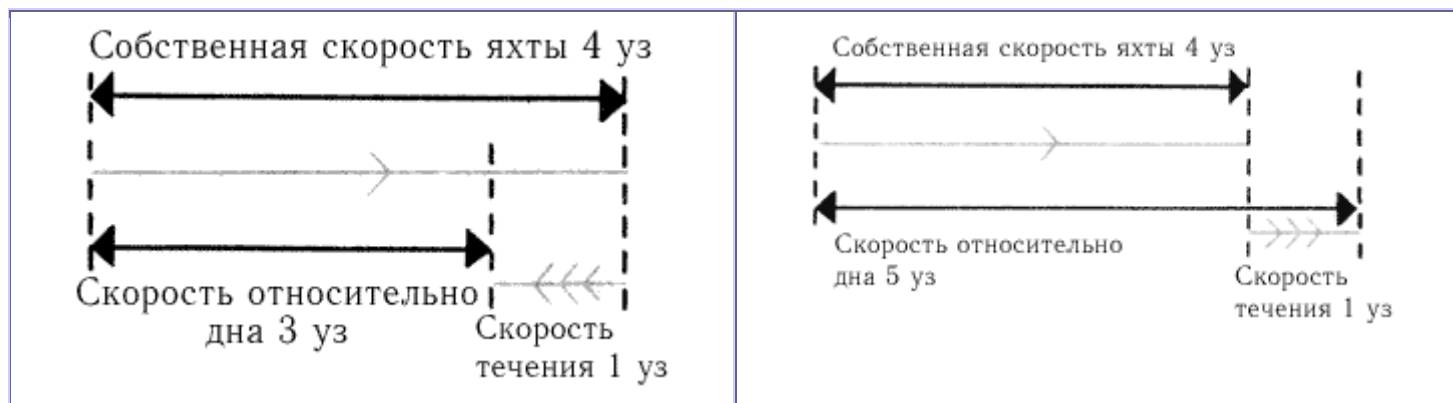 Собственная скорость яхты 4 уз
Скорость относительно
дна 3 уз
Скорость
течения 1 уз
Собственная скорость яхты 4 уз
Скорость относительно
дна 5 уз
Скорость
течения 1 уз